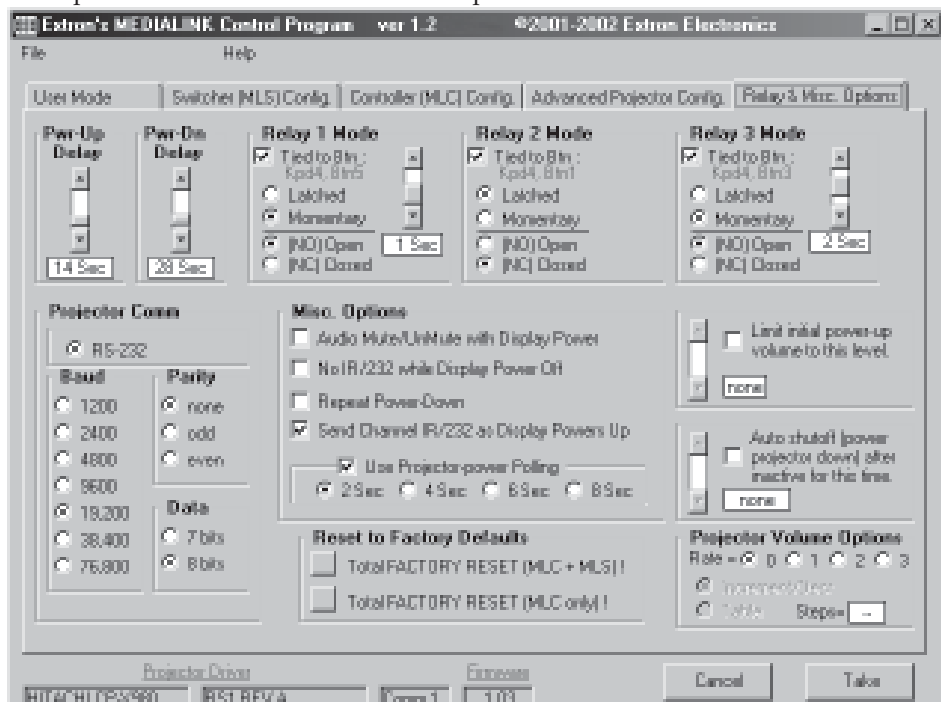 Extron's MEDIALINK Control Program ver 1.2 ©2001-2002 Extron Electronics
File Help
User Mode Switcher (MLS) Config. Controller (MLC) Config. Advanced Projector Config. Relay & Misc. Options
Pwr-Up Delay
14 Sec
Pwr-Dn Delay
28 Sec
Relay 1 Mode
Tied to Btn :
Kpd4, Btn5
Latched
Momentary
(NO) Open
(NC) Closed
1 Sec
Relay 2 Mode
Tied to Btn :
Kpd4, Btn1
Latched
Momentary
(NO) Open
(NC) Closed
Relay 3 Mode
Tied to Btn :
Kpd4, Btn3
Latched
Momentary
(NO) Open
(NC) Closed
2 Sec
Projector Comm
RS-232
Baud
1200
2400
4800
9600
19,200
38,400
76,800
Parity
none
odd
even
Data
7 bits
8 bits
Misc. Options
Audio Mute/UnMute with Display Power
No IR/232 while Display Power Off
Repeat Power-Down
Send Channel IR/232 as Display Powers Up
Use Projector-power Polling
2 Sec 4 Sec 6 Sec 8 Sec
Reset to Factory Defaults
Total FACTORY RESET (MLC + MLS) !
Total FACTORY RESET (MLC only) !
Limit initial power-up
volume to this level.
none
Auto shutoff (power
projector down) after
inactive for this time.
none
Projector Volume Options
Rate = 0 1 2 3
Table Steps= --
Projector Driver Firmware
HITACHI CP-X980 Comm 1 1.03
Cancel Take